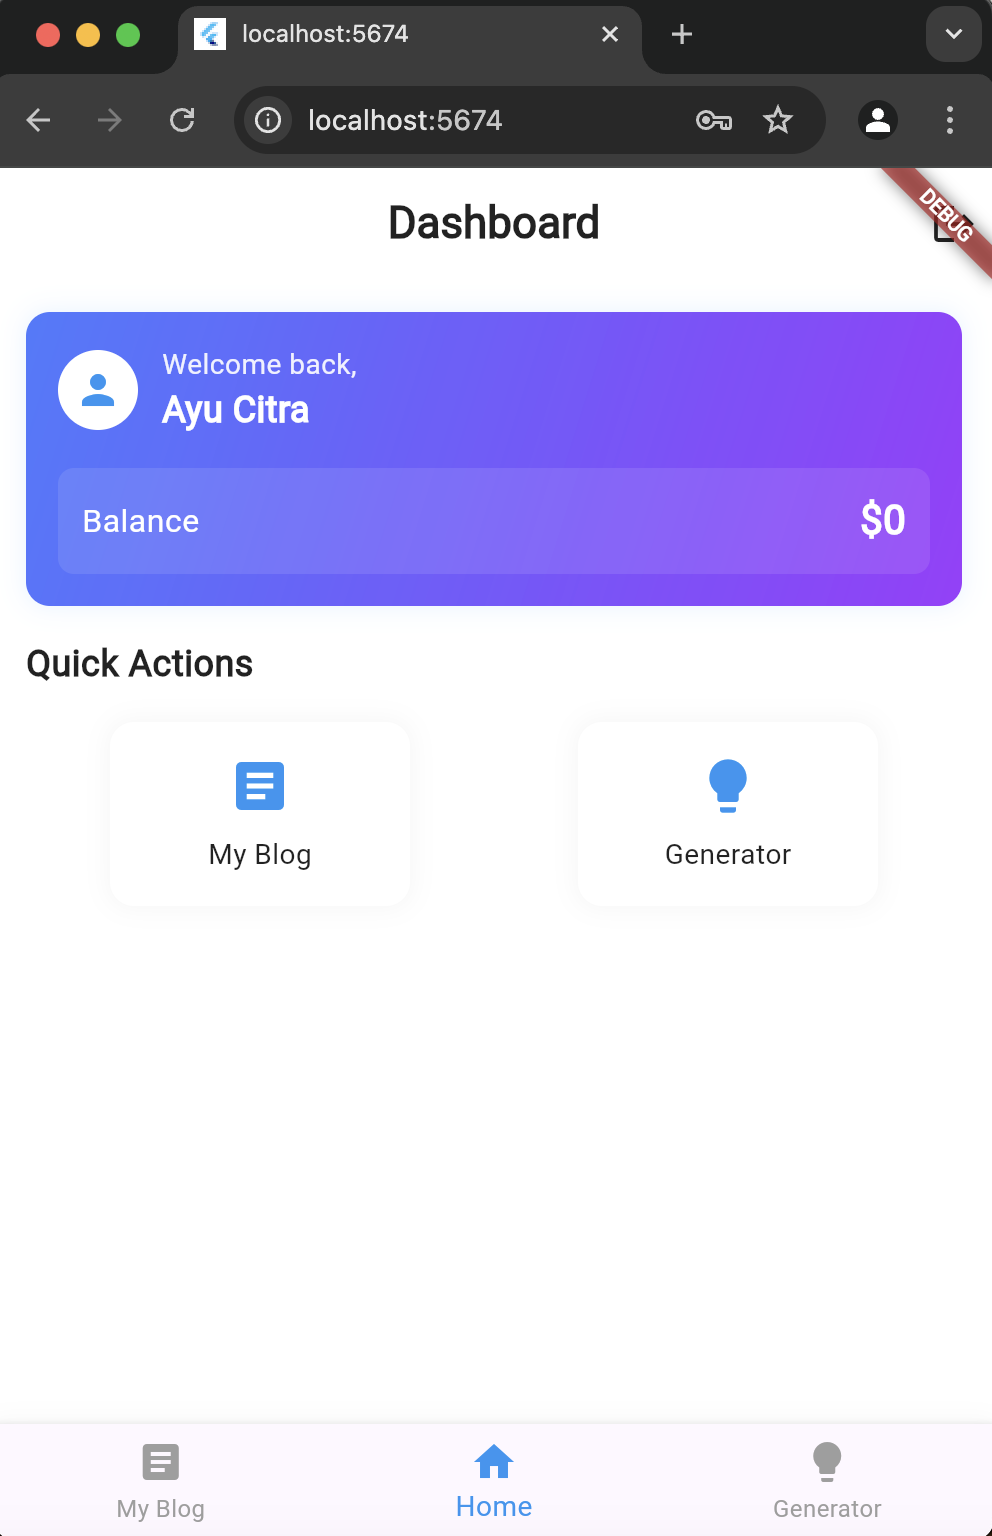 localhost:5674
localhost:5674
Dashboard
DEBUG
Welcome back,
Ayu Citra
Balance
$0
Quick Actions
My Blog
Generator
My Blog
Home
Generator